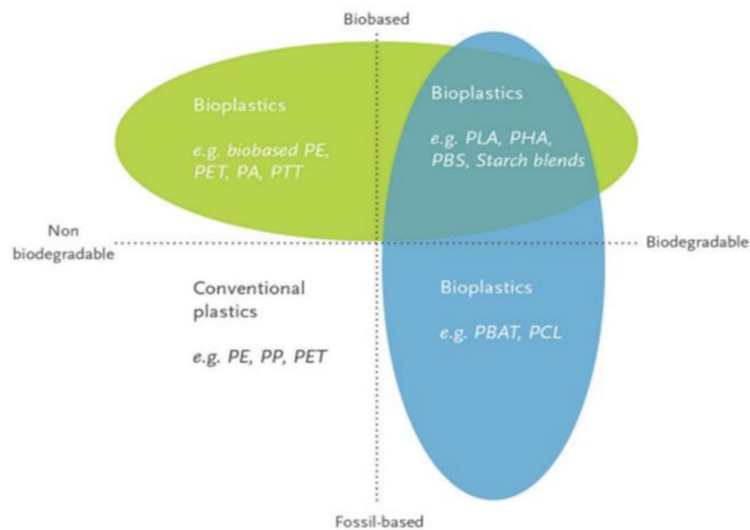 Biobased
Bioplastics
e.g. biobased PE,
PET, PA, PTT
Bioplastics
e.g. PLA, PHA,
PBS, Starch blends
Non
biodegradable
Biodegradable
Conventional
plastics
e.g. PE, PP, PET
Bioplastics
e.g. PBAT, PCL
Fossil-based